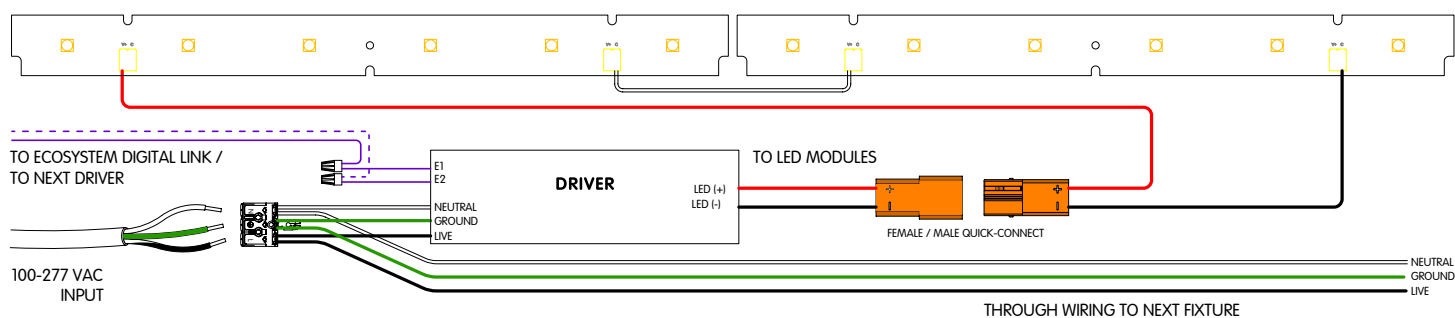 V+ C
V+ C
V+ C
V+ C
TO ECOSYSTEM DIGITAL LINK /
TO NEXT DRIVER
E1
E2
DRIVER
TO LED MODULES
LED (+)
LED (-)
+
-
+
-
NEUTRAL
GROUND
LIVE
FEMALE / MALE QUICK-CONNECT
100-277 VAC
INPUT
NEUTRAL
GROUND
LIVE
THROUGH WIRING TO NEXT FIXTURE